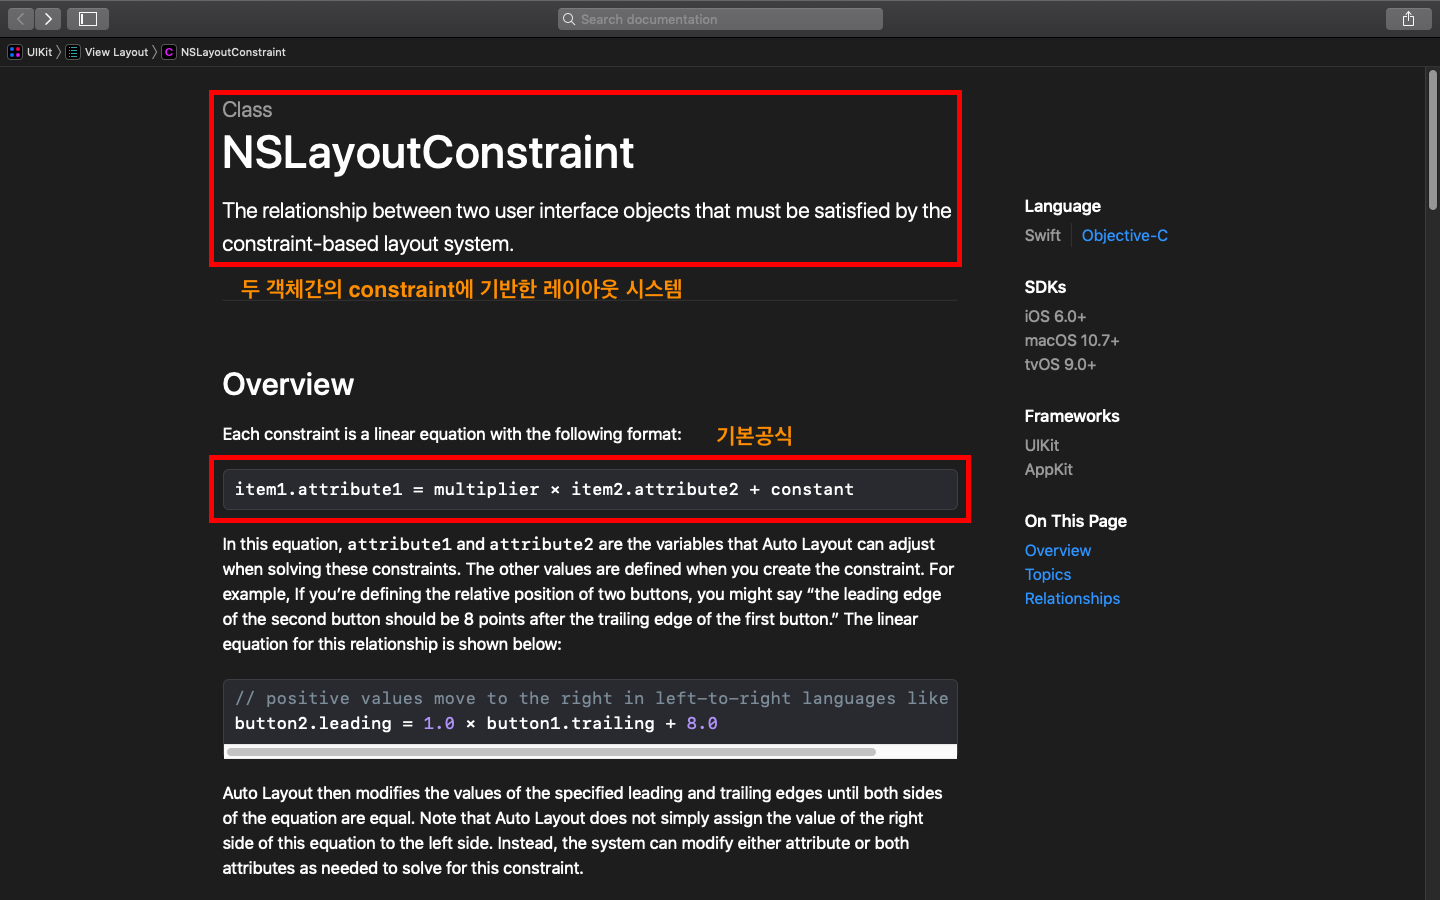 Search documentation
UIKit
View Layout
C NSLayoutConstraint
Class
NSLayoutConstraint
The relationship between two user interface objects that must be satisfied by the
constraint-based layout system.
두 객체간의 constraint에 기반한 레이아웃 시스템
Overview
Each constraint is a linear equation with the following format:
기본공식
item1.attribute1 = multiplier × item2.attribute2 + constant
In this equation, attribute1 and attribute2 are the variables that Auto Layout can adjust
when solving these constraints. The other values are defined when you create the constraint. For
example, If you’re defining the relative position of two buttons, you might say “the leading edge
of the second button should be 8 points after the trailing edge of the first button.” The linear
equation for this relationship is shown below:
// positive values move to the right in left-to-right languages like
button2.leading = 1.0 × button1.trailing + 8.0
Auto Layout then modifies the values of the specified leading and trailing edges until both sides
of the equation are equal. Note that Auto Layout does not simply assign the value of the right
side of this equation to the left side. Instead, the system can modify either attribute or both
attributes as needed to solve for this constraint.
Language
Swift
Objective-C
SDKs
iOS 6.0+
macOS 10.7+
tvOS 9.0+
Frameworks
UIKit
AppKit
On This Page
Overview
Topics
Relationships